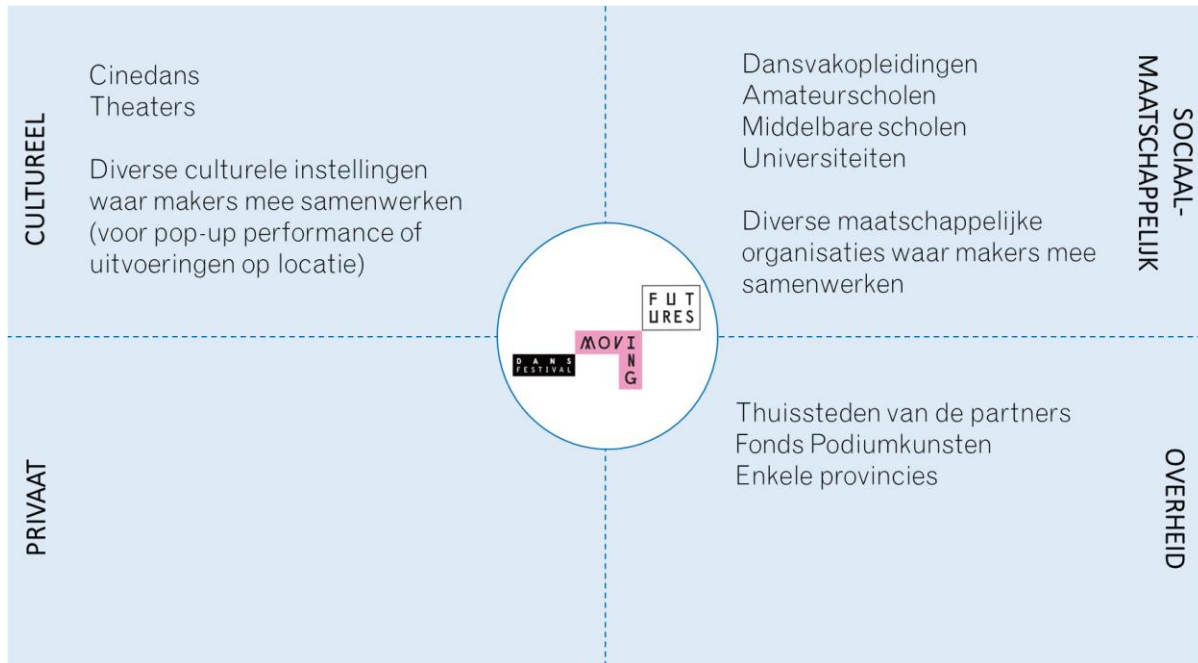 CULTUREEL
Cinedans
Theaters
Diverse culturele instellingen
waar makers mee samenwerken
(voor pop-up performance of
uitvoeringen op locatie)
Dansvakopleidingen
Amateurscholen
Middelbare scholen
Universiteiten
Diverse maatschappelijke
organisaties waar makers mee
samenwerken
SOCIAAL-
MAATSCHAPPELIJK
DANS
FESTIVAL
MOVING
FUT
URES
PRIVAAT
Thuissteden van de partners
Fonds Podiumkunsten
Enkele provincies
OVERHEID